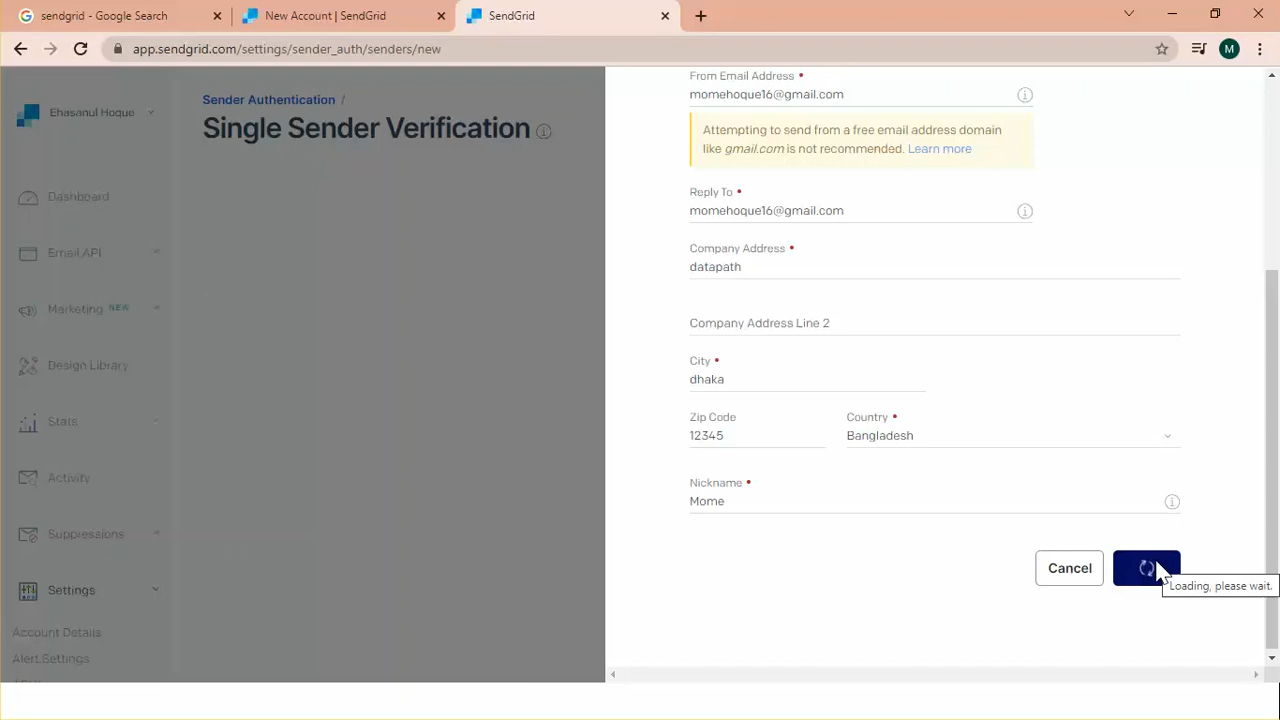 sendgrid - Google Search
New Account | SendGrid
SendGrid
app.sendgrid.com/settings/sender_auth/senders/new
M
Ehasanul Hoque
Dashboard
Email API
Marketing NEW
Design Library
Stats
Activity
Suppressions
Settings
Account Details
Alert Settings
Sender Authentication /
Single Sender Verification
From Email Address
momehoque16@gmail.com
Attempting to send from a free email address domain
like gmail.com is not recommended. Learn more
Reply To
momehoque16@gmail.com
Company Address
datapath
Company Address Line 2
City
dhaka
Zip Code
12345
Country
Bangladesh
Nickname
Mome
Cancel
Loading, please wait.